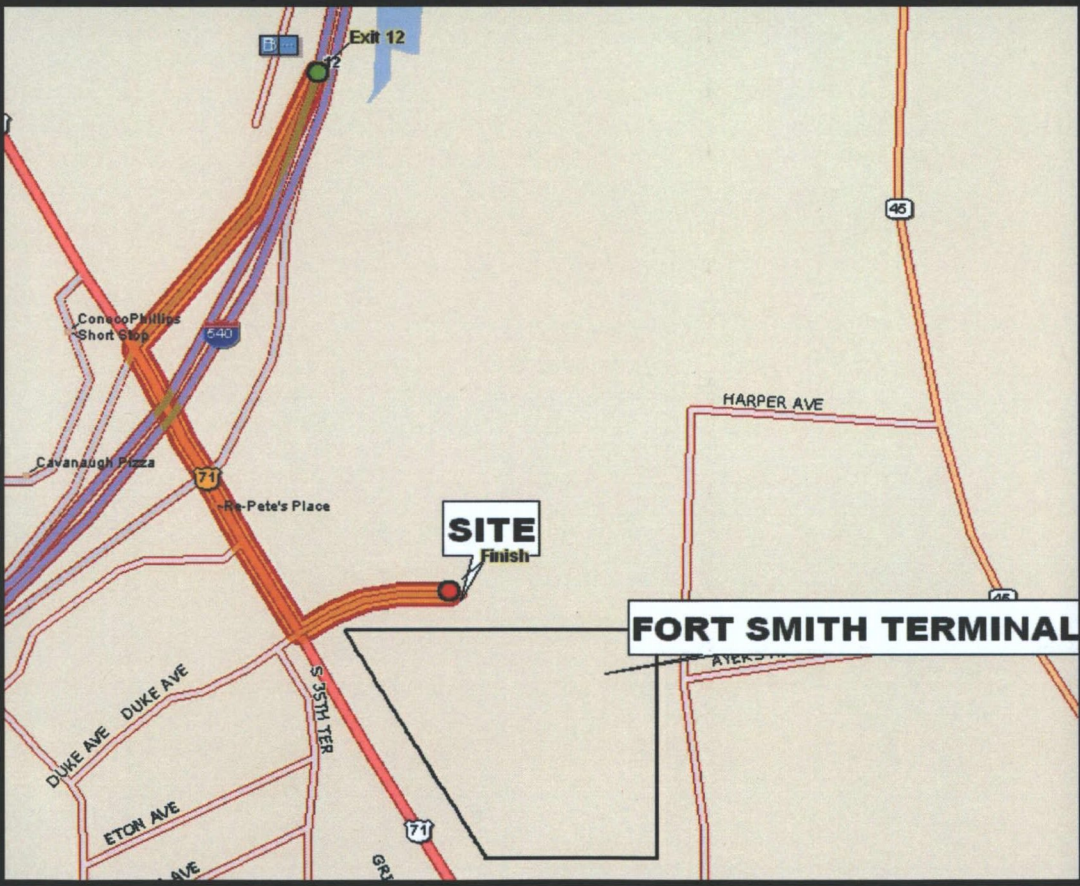 Exit 12
12
45
ConocoPhillips
Short Stop
540
HARPER AVE
Cavanaugh Pizza
71
Re-Pete's Place
SITE
Finish
45
FORT SMITH TERMINAL
DUKE AVE
S 35TH TER
DUKE AVE
ETON AVE
71
AVE